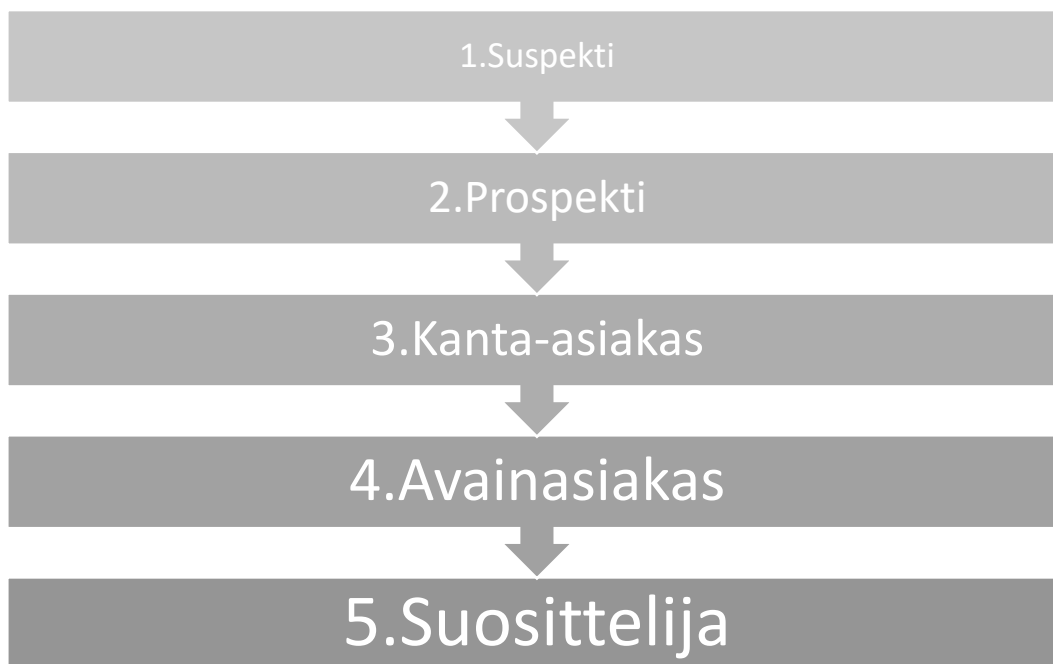 1.Suspekti
2.Prospekti
3.Kanta-asiakas
4.Avainasiakas
5.Suosittelija